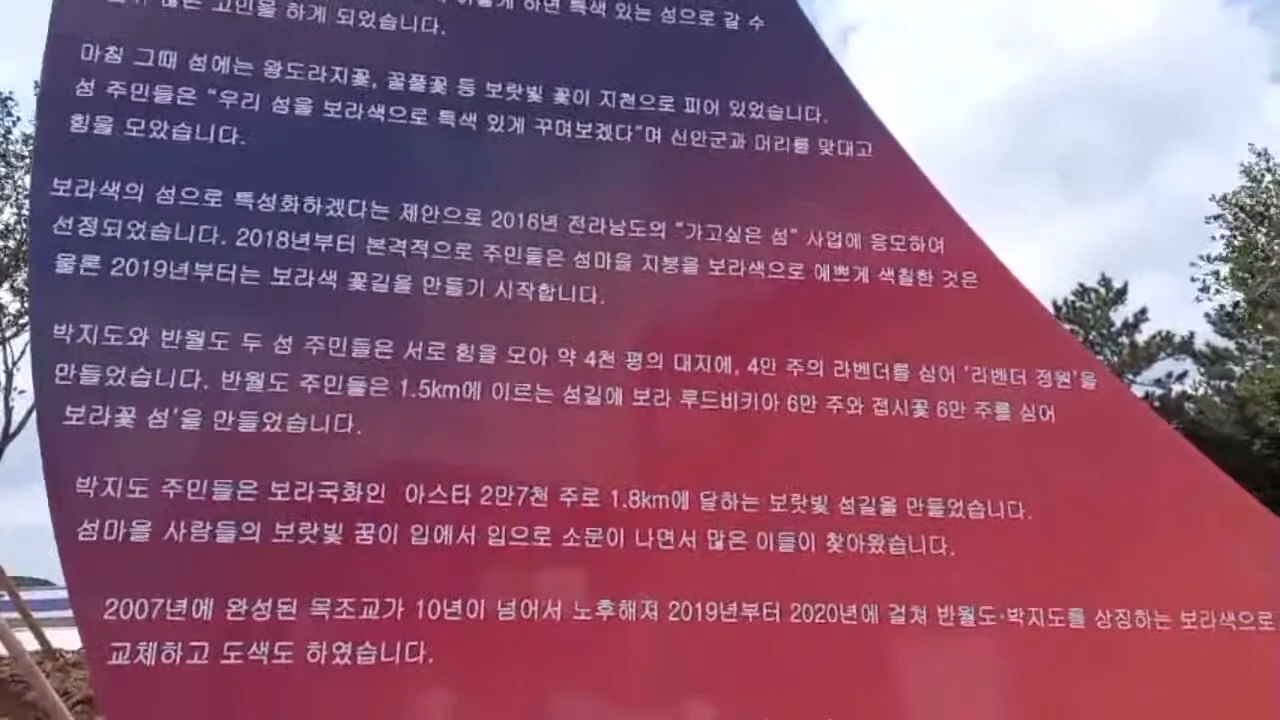 하면 특색 있는 섬으로 갈 수
고민을 하게 되었습니다.
마침 그때 섬에는 왕도라지꽃, 꿀풀꽃 등 보랏빛 꽃이 지천으로 피어 있었습니다.
섬 주민들은 "우리 섬을 보라색으로 특색 있게 꾸며보겠다"며 신안군과 머리를 맞대고
힘을 모았습니다.
보라색의 섬으로 특성화하겠다는 제안으로 2016년 전라남도의 "가고싶은 섬" 사업에 응모하여
선정되었습니다. 2018년부터 본격적으로 주민들은 섬마을 지붕을 보라색으로 예쁘게 색칠한 것은
물론 2019년부터는 보라색 꽃길을 만들기 시작합니다.
박지도와 반월도 두 섬 주민들은 서로 힘을 모아 약 4천 평의 대지에, 4만 주의 라벤더를 심어 '라벤더 정원'을
만들었습니다. 반월도 주민들은 1.5km에 이르는 섬길에 보라 루드비키아 6만 주와 접시꽃 6만 주를 심어
보라꽃 섬'을 만들었습니다.
박지도 주민들은 보라국화인 아스타 2만7천 주로 1.8km에 달하는 보랏빛 섬길을 만들었습니다.
섬마을 사람들의 보랏빛 꿈이 입에서 입으로 소문이 나면서 많은 이들이 찾아왔습니다.
2007년에 완성된 목조교가 10년이 넘어서 노후해져 2019년부터 2020년에 걸쳐 반월도·박지도를 상징하는 보라색으로
교체하고 도색도 하였습니다.